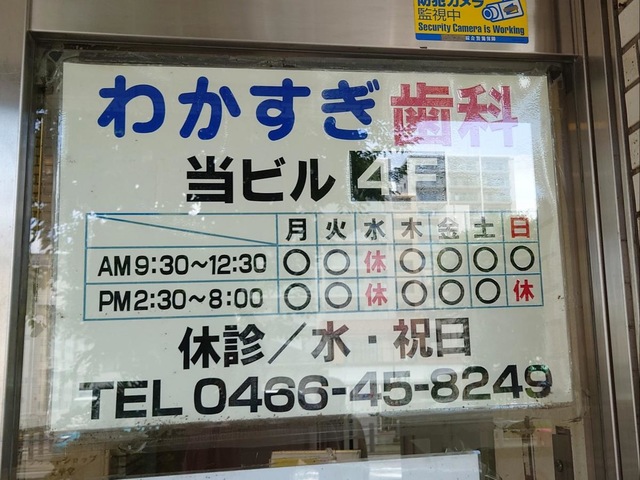 防犯カメラ
監視中
Security Camera is Working
わかすぎ歯科
当ビル 4F
月 火 水 木 金 土 日
AM9:30～12:30 ○ ○ 休 ○ ○ ○ ○
PM2:30～8:00 ○ ○ 休 ○ ○ ○ 休
休診／水・祝日
TEL 0466-45-8249